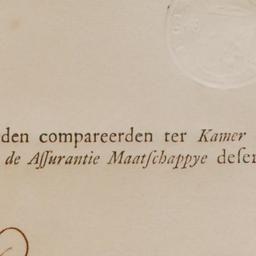 den compareerden ter Kamer
de Aſſurantie Maatſchappye deſer